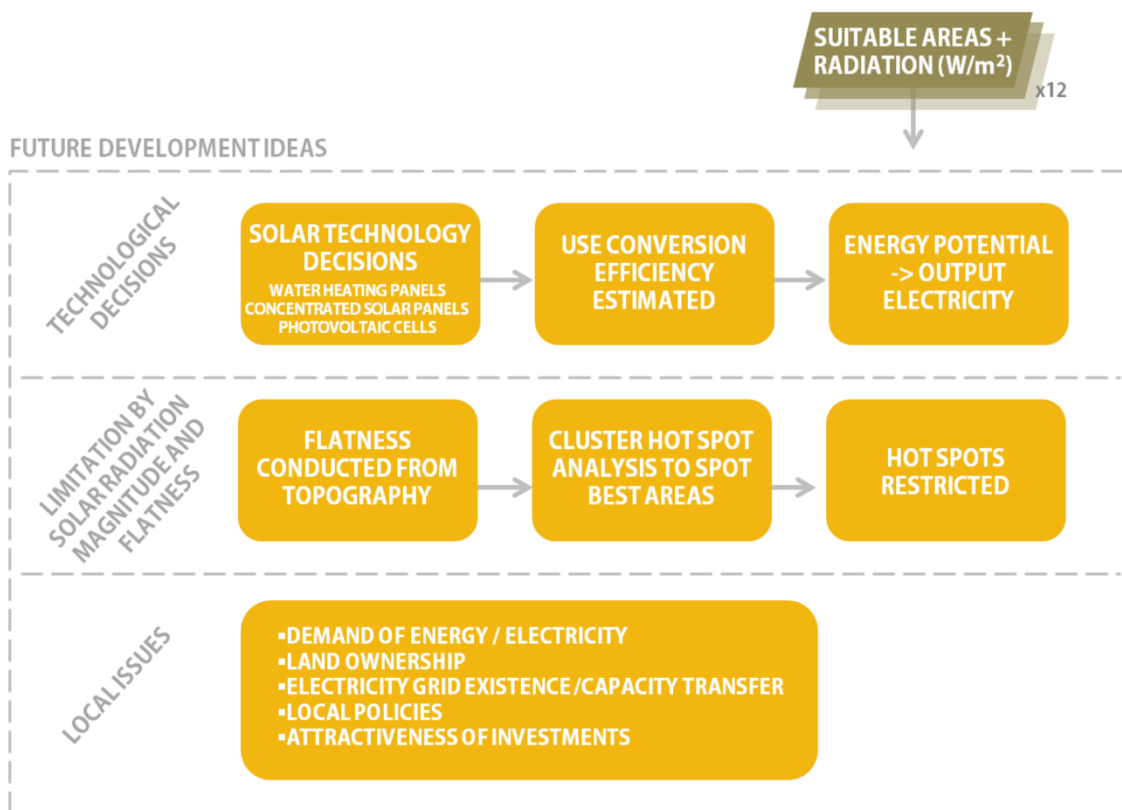 SUITABLE AREAS +
RADIATION (W/m²)
x12
FUTURE DEVELOPMENT IDEAS
TECHNOLOGICAL
DECISIONS
SOLAR TECHNOLOGY
DECISIONS
WATER HEATING PANELS
CONCENTRATED SOLAR PANELS
PHOTOVOLTAIC CELLS
USE CONVERSION
EFFICIENCY
ESTIMATED
ENERGY POTENTIAL
-> OUTPUT
ELECTRICITY
LIMITATION BY
SOLAR RADIATION
MAGNITUDE AND
FLATNESS
FLATNESS
CONDUCTED FROM
TOPOGRAPHY
CLUSTER HOT SPOT
ANALYSIS TO SPOT
BEST AREAS
HOT SPOTS
RESTRICTED
LOCAL ISSUES
▪DEMAND OF ENERGY / ELECTRICITY
▪LAND OWNERSHIP
▪ELECTRICITY GRID EXISTENCE /CAPACITY TRANSFER
▪LOCAL POLICIES
▪ATTRACTIVENESS OF INVESTMENTS